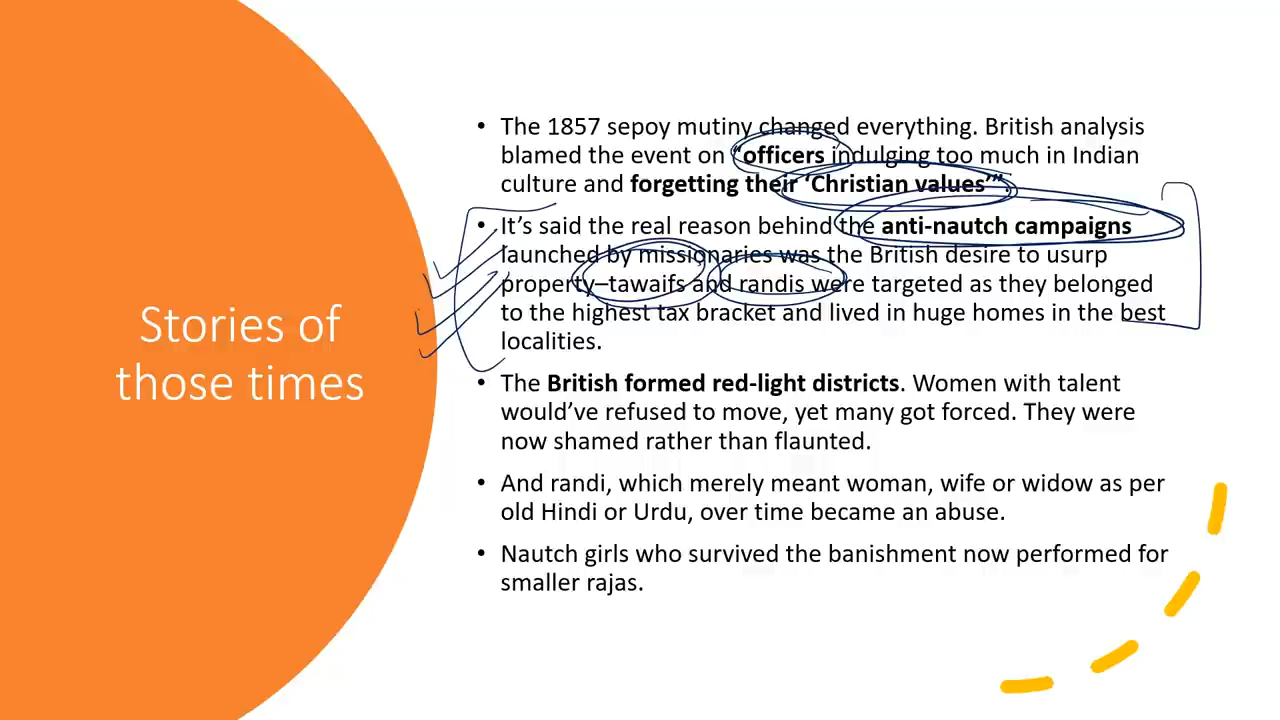 Stories of
those times
• The 1857 sepoy mutiny changed everything. British analysis
blamed the event on “officers indulging too much in Indian
culture and forgetting their ‘Christian values’”.
• It’s said the real reason behind the anti-nautch campaigns
launched by missionaries was the British desire to usurp
property–tawaifs and randis were targeted as they belonged
to the highest tax bracket and lived in huge homes in the best
localities.
• The British formed red-light districts. Women with talent
would’ve refused to move, yet many got forced. They were
now shamed rather than flaunted.
• And randi, which merely meant woman, wife or widow as per
old Hindi or Urdu, over time became an abuse.
• Nautch girls who survived the banishment now performed for
smaller rajas.